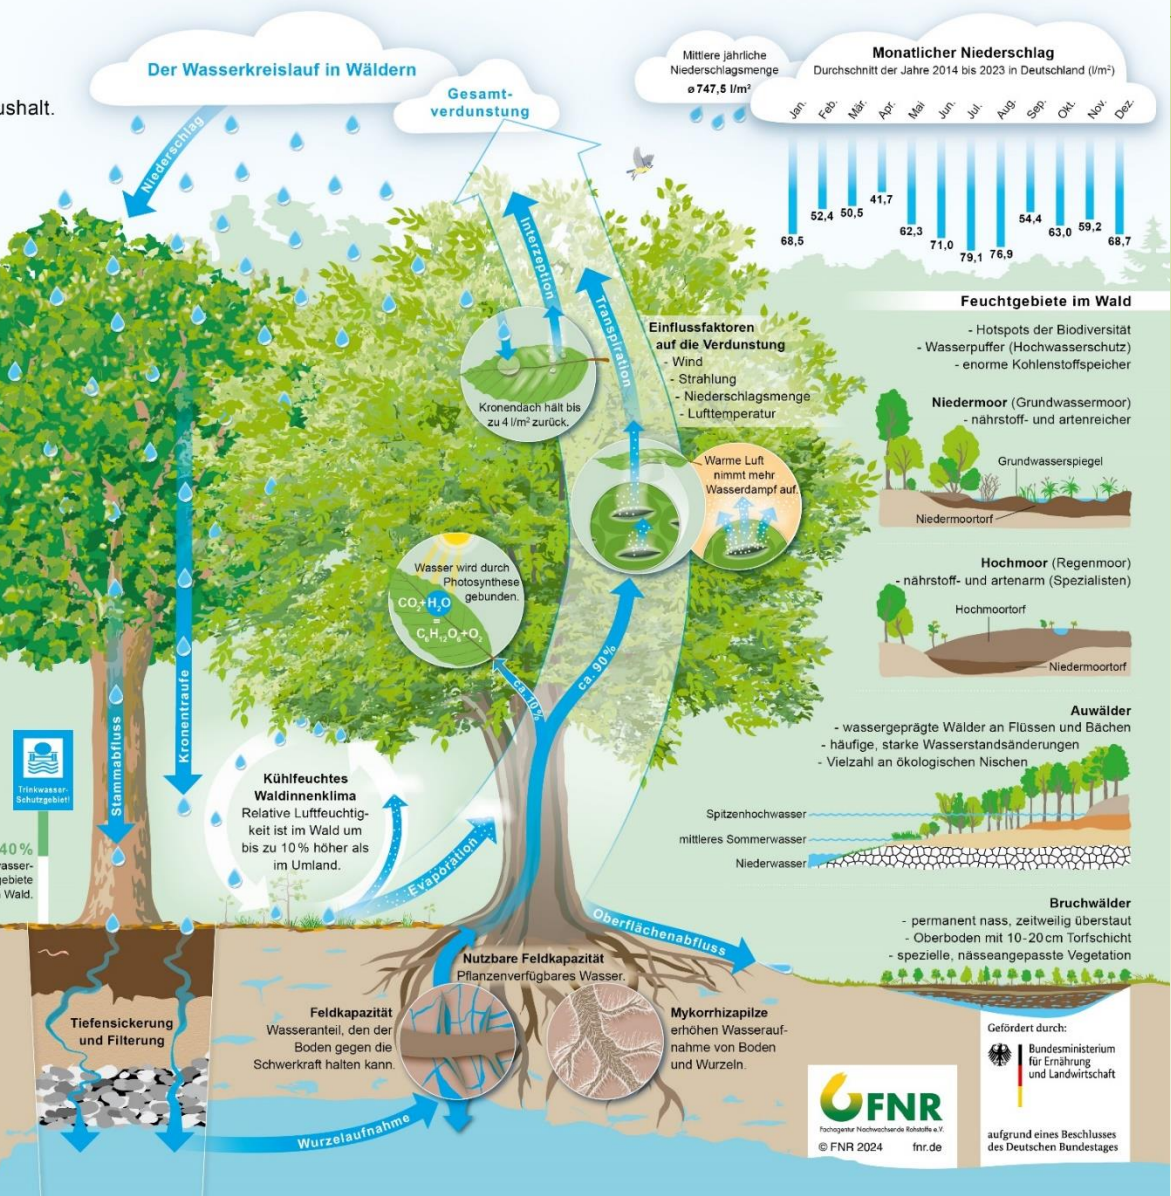 ushalt.
Der Wasserkreislauf in Wäldern
Gesamt-
verdunstung
Niederschlag
Mittlere jährliche
Niederschlagsmenge
ø 747,5 l/m²
Monatlicher Niederschlag
Durchschnitt der Jahre 2014 bis 2023 in Deutschland (l/m²)
Jan. Feb. Mär. Apr. Mai Jun. Jul. Aug. Sep. Okt. Nov. Dez.
68,5 52,4 50,5 41,7 62,3 71,0 79,1 76,9 54,4 63,0 59,2 68,7
Interzeption
Transpiration
Kronendach hält bis
zu 4 l/m² zurück.
Einflussfaktoren
auf die Verdunstung
- Wind
- Strahlung
- Niederschlagsmenge
- Lufttemperatur
Warme Luft
nimmt mehr
Wasserdampf auf.
Wasser wird durch
Photosynthese
gebunden.
CO₂+H₂O
=
C₆H₁₂O₆+O₂
ca. 10%
ca. 90%
Stammabfluss
Kronentraufe
Trinkwasser-
Schutzgebiet!
40%
asser-
gebiete
Wald.
Kühlfeuchtes
Waldinnenklima
Relative Luftfeuchtig-
keit ist im Wald um
bis zu 10% höher als
im Umland.
Evaporation
Oberflächenabfluss
Nutzbare Feldkapazität
Pflanzenverfügbares Wasser.
Feldkapazität
Wasseranteil, den der
Boden gegen die
Schwerkraft halten kann.
Mykorrhizapilze
erhöhen Wasserauf-
nahme von Boden
und Wurzeln.
Tiefensickerung
und Filterung
Wurzelaufnahme
Feuchtgebiete im Wald
- Hotspots der Biodiversität
- Wasserpuffer (Hochwasserschutz)
- enorme Kohlenstoffspeicher
Niedermoor (Grundwassermoor)
- nährstoff- und artenreicher
Grundwasserspiegel
Niedermoortorf
Hochmoor (Regenmoor)
- nährstoff- und artenarm (Spezialisten)
Hochmoortorf
Niedermoortorf
Auwälder
- wassergeprägte Wälder an Flüssen und Bächen
- häufige, starke Wasserstandsänderungen
- Vielzahl an ökologischen Nischen
Spitzenhochwasser
mittleres Sommerwasser
Niederwasser
Bruchwälder
- permanent nass, zeitweilig überstaut
- Oberboden mit 10-20 cm Torfschicht
- spezielle, nässeangepasste Vegetation
FNR
Fachagentur Nachwachsende Rohstoffe e.V.
© FNR 2024 fnr.de
Gefördert durch:
Bundesministerium
für Ernährung
und Landwirtschaft
aufgrund eines Beschlusses
des Deutschen Bundestages